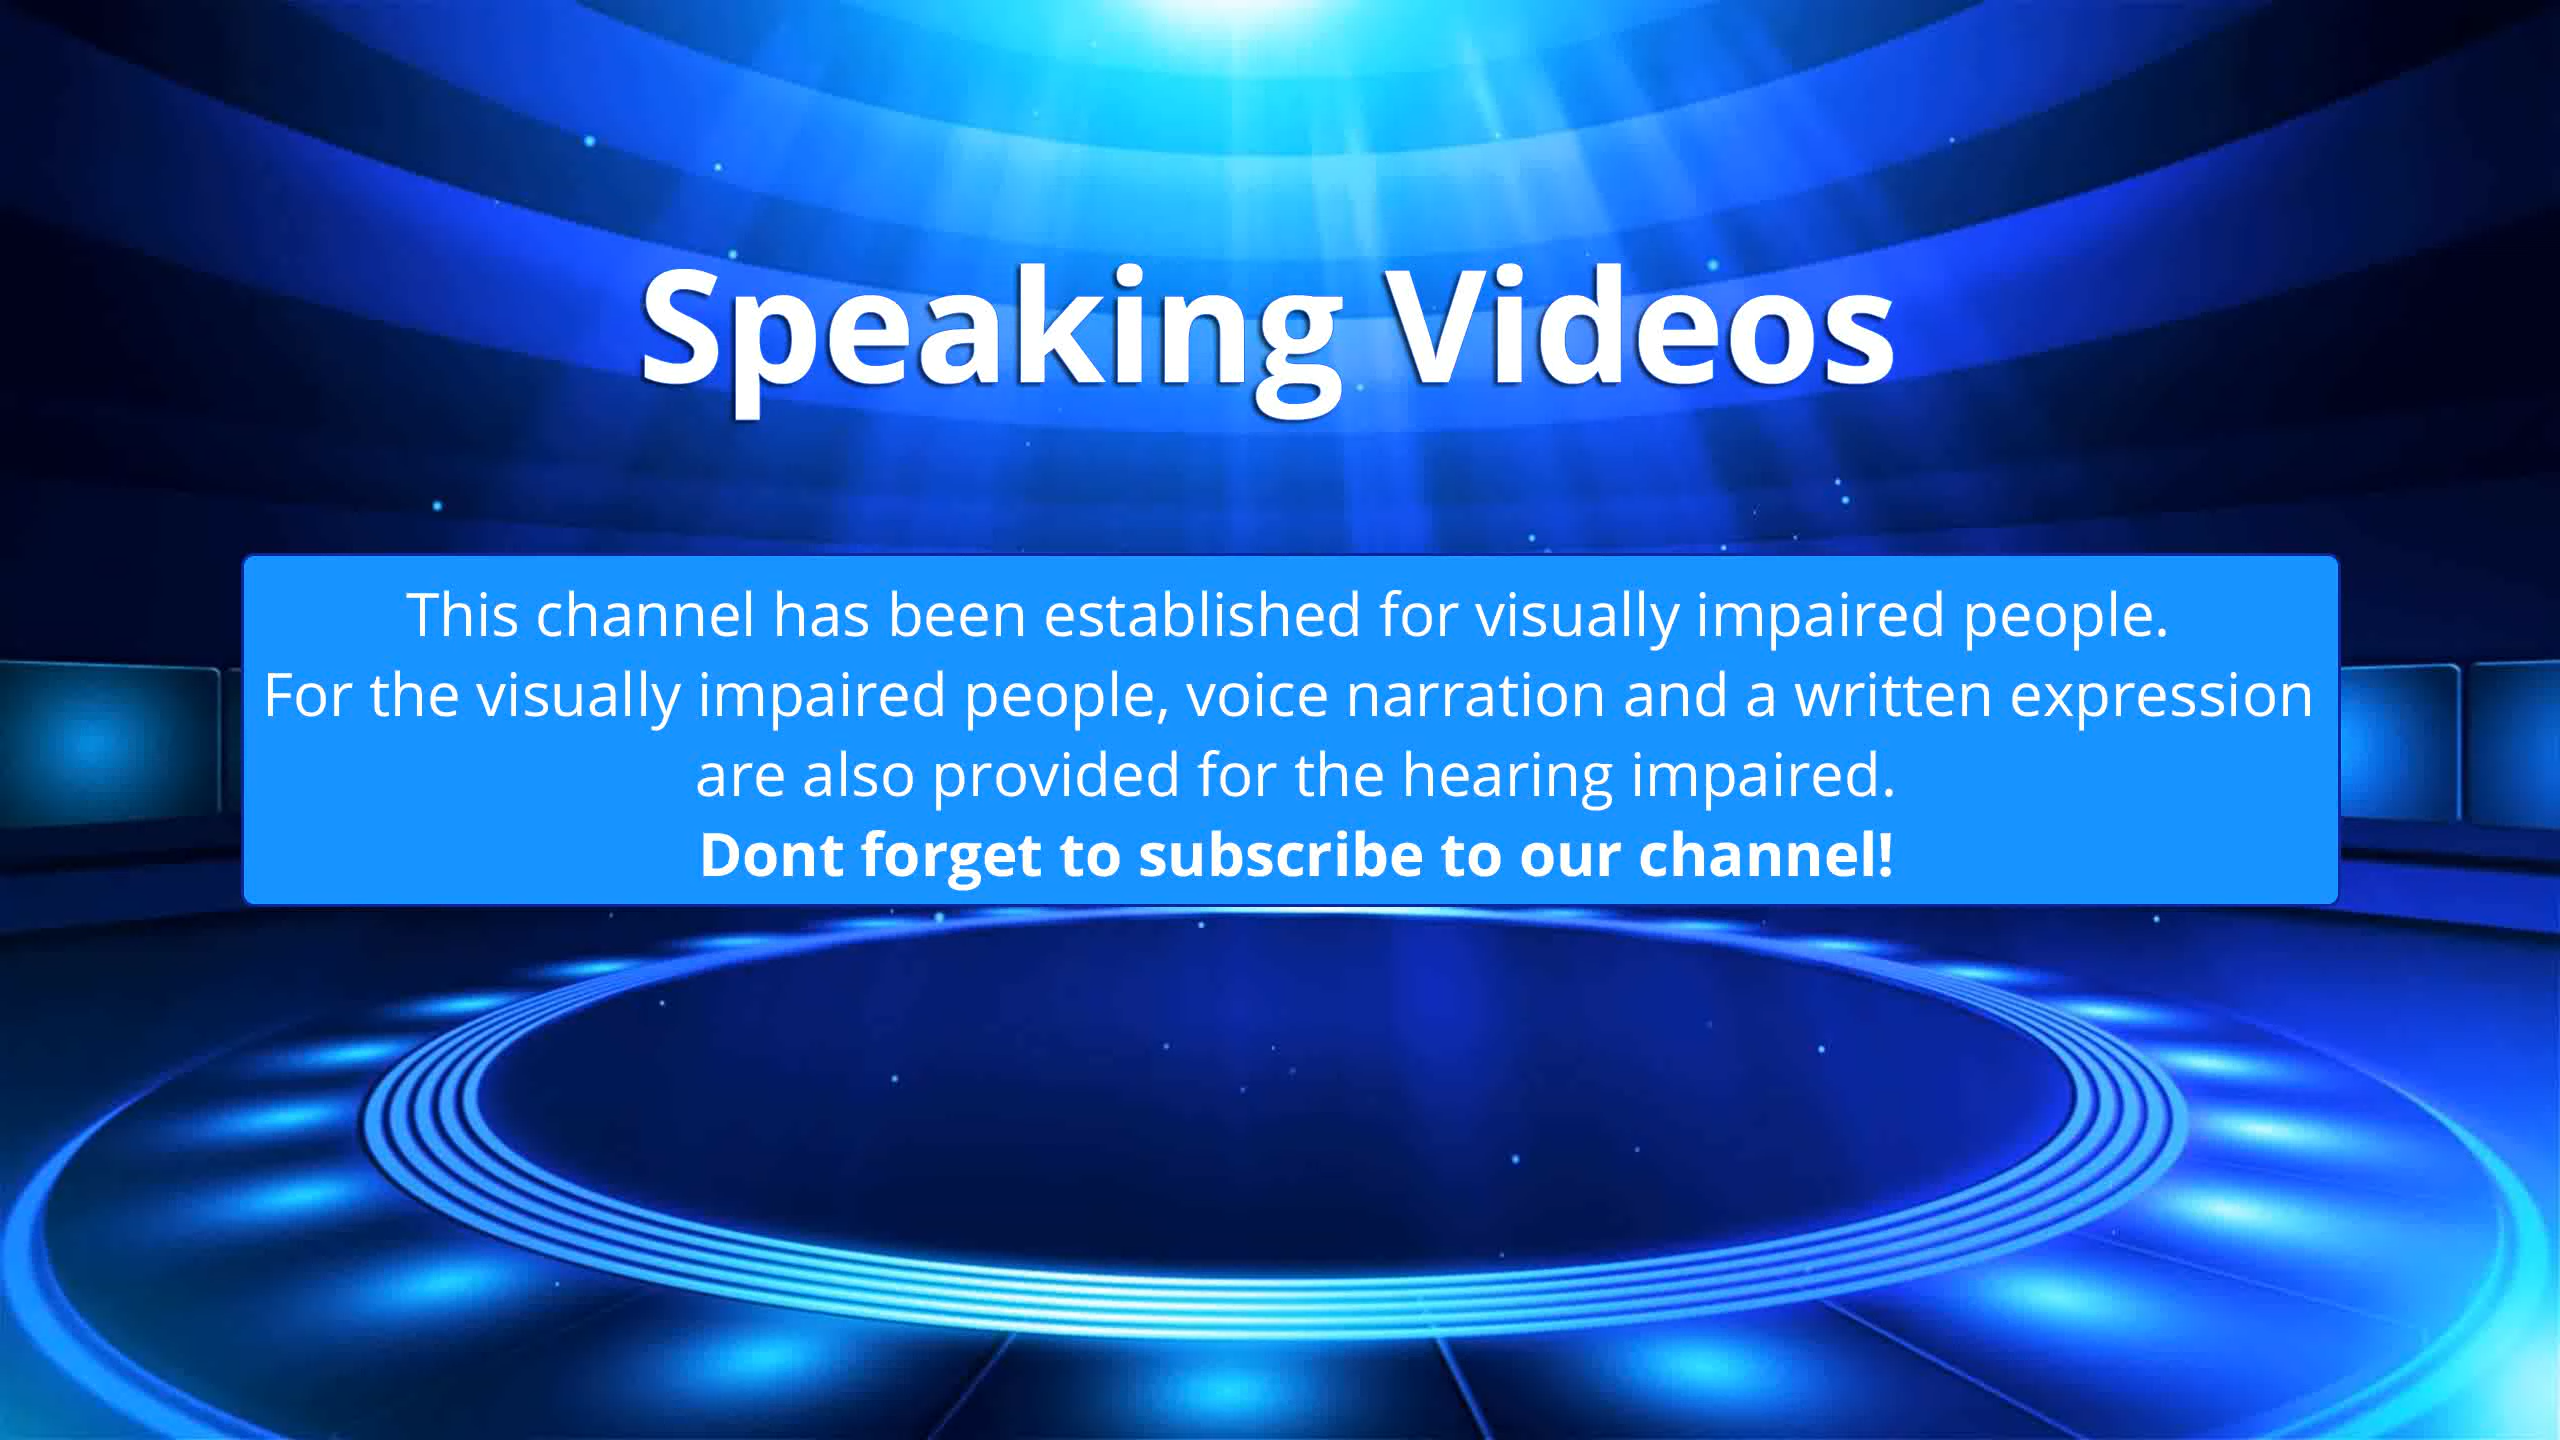 Speaking Videos
This channel has been established for visually impaired people.
For the visually impaired people, voice narration and a written expression
are also provided for the hearing impaired.
Dont forget to subscribe to our channel!